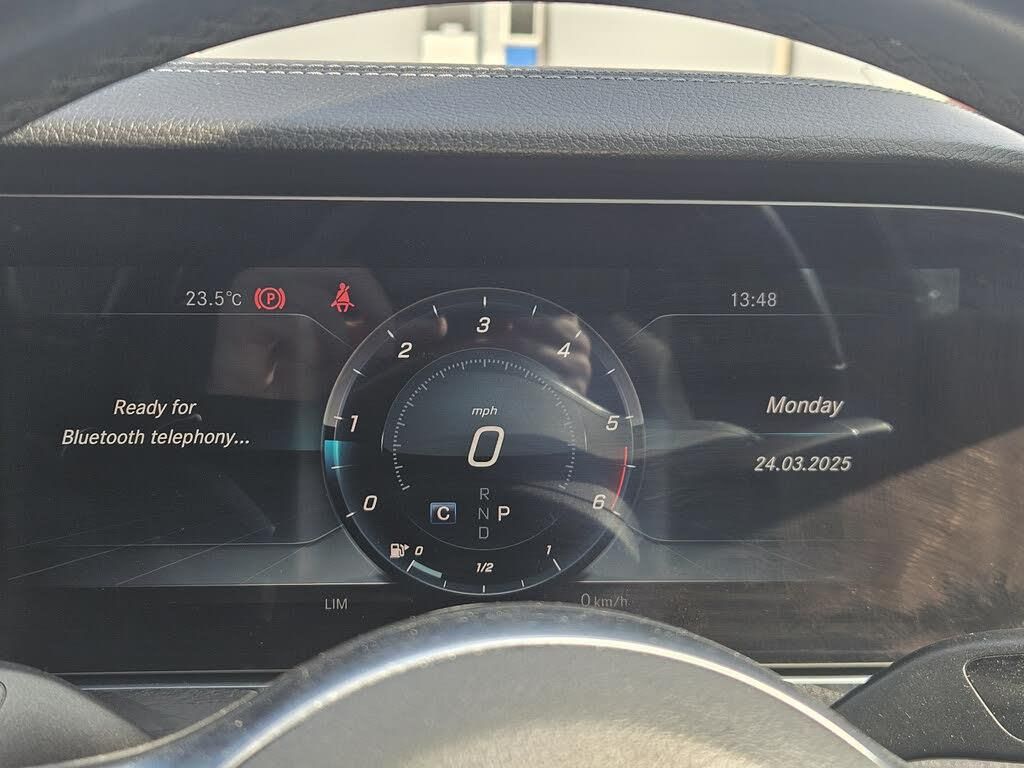 23.5°C
P
13:48
Ready for
Bluetooth telephony...
Monday
24.03.2025
0
1
2
3
4
5
6
mph
0
R
N
D
P
C
0
1/2
1
LIM
0 km/h